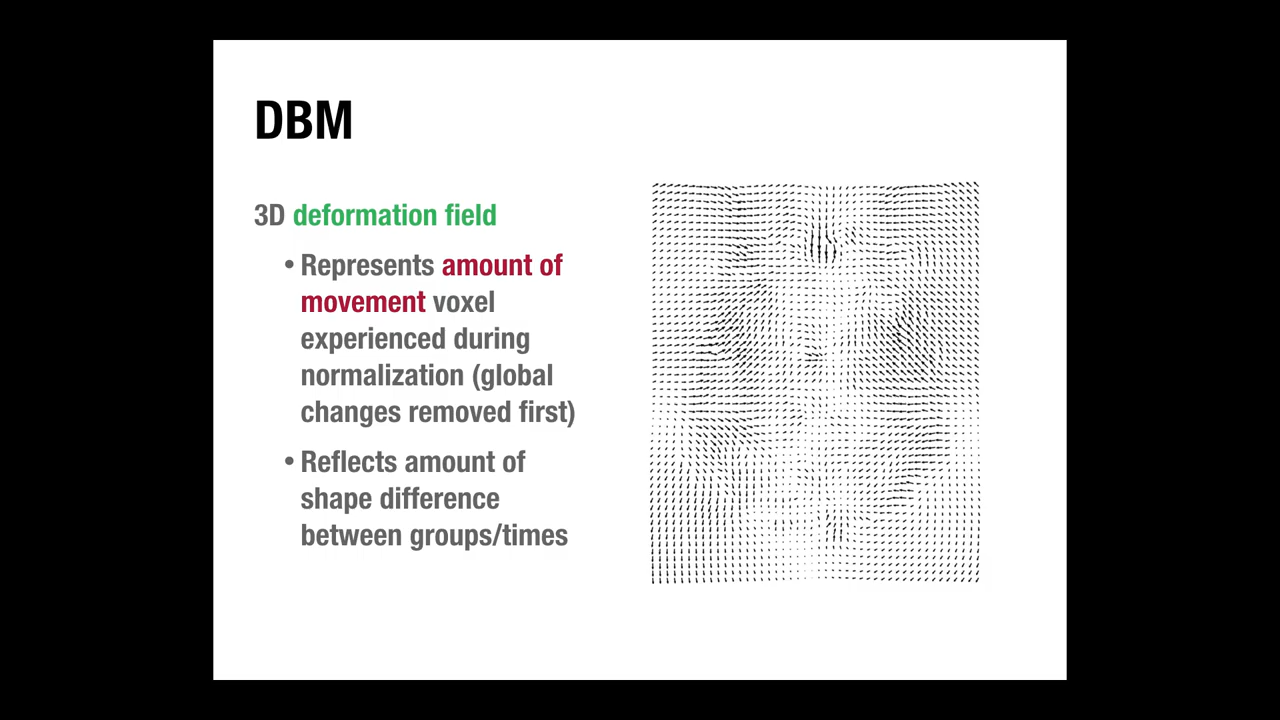 DBM
3D deformation field
• Represents amount of
movement voxel
experienced during
normalization (global
changes removed first)
• Reflects amount of
shape difference
between groups/times